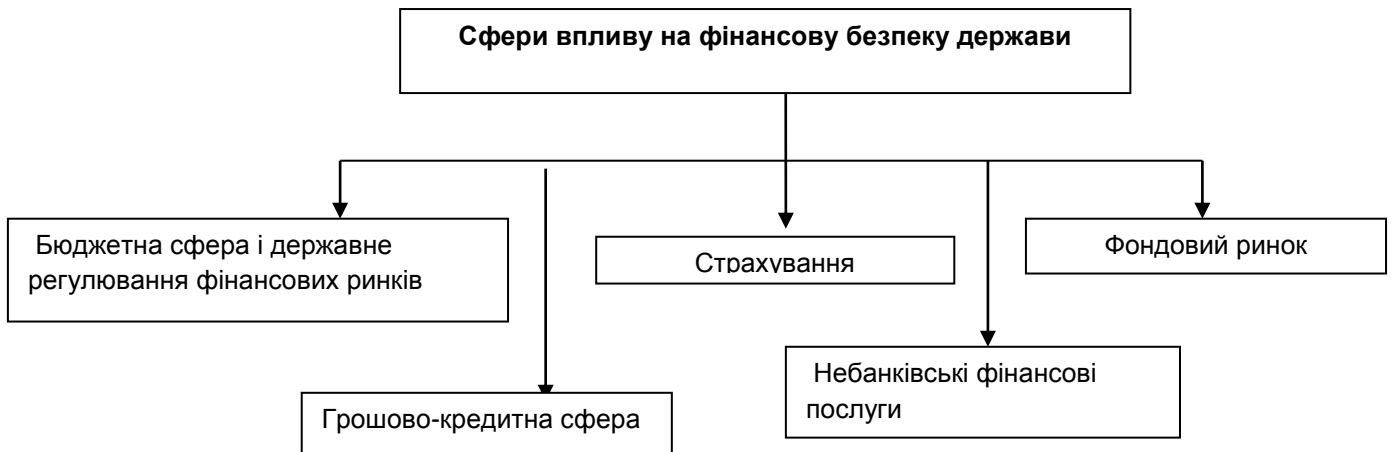 Сфери впливу на фінансову безпеку держави
Бюджетна сфера і державне
регулювання фінансових ринків
Страхування
Фондовий ринок
Грошово-кредитна сфера
Небанківські фінансові
послуги